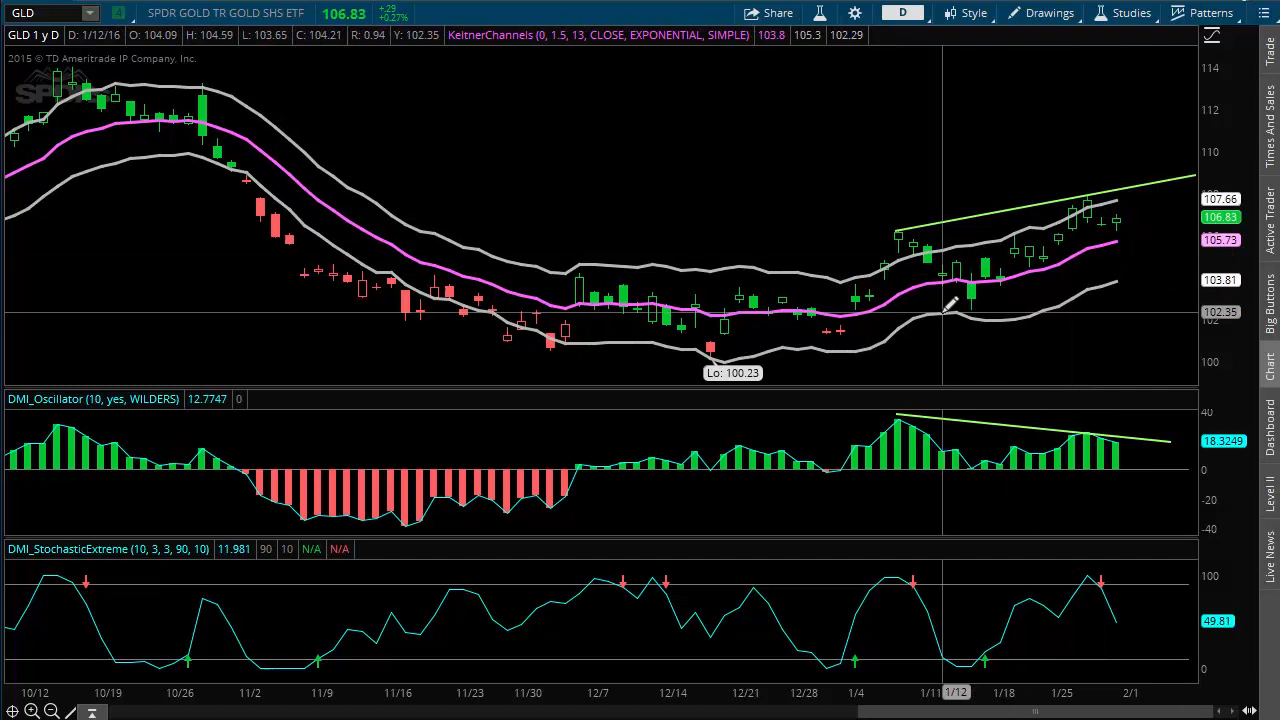 GLD SPDR GOLD TR GOLD SHS ETF 106.83 +.29 +0.27% Share D Style Drawings Studies Patterns
GLD 1 y D D: 1/12/16 O: 104.09 H: 104.59 L: 103.65 C: 104.21 R: 0.94 Y: 102.35 KeltnerChannels (0, 1.5, 13, CLOSE, EXPONENTIAL, SIMPLE) 103.8 105.3 102.29
2015 © TD Ameritrade IP Company, Inc.
114
112
110
107.66
106.83
105.73
103.81
102.35
100
Lo: 100.23
DMI_Oscillator (10, yes, WILDERS) 12.7747 0
40
18.3249
0
-20
-40
DMI_StochasticExtreme (10, 3, 3, 90, 10) 11.981 90 10 N/A N/A
100
49.81
0
10/12 10/19 10/26 11/2 11/9 11/16 11/23 11/30 12/7 12/14 12/21 12/28 1/4 1/11 1/12 1/18 1/25 2/1
Trade
Times And Sales
Active Trader
Big Buttons
Chart
Dashboard
Level II
Live News